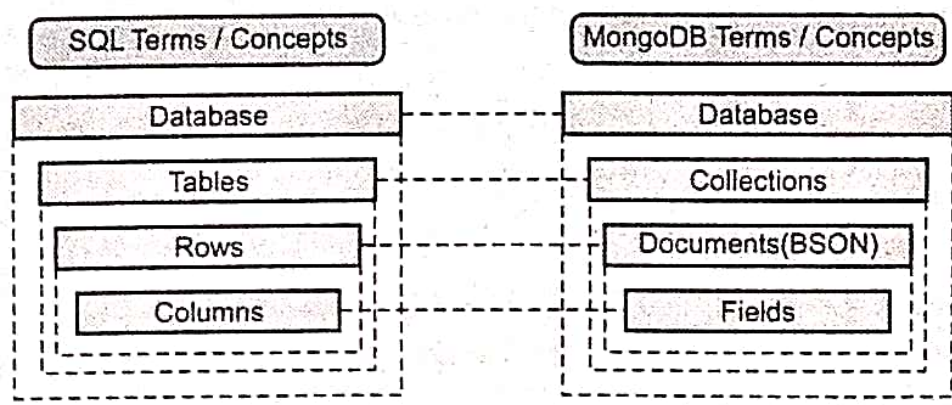 SQL Terms / Concepts
MongoDB Terms / Concepts
Database
Database
Tables
Collections
Rows
Documents(BSON)
Columns
Fields